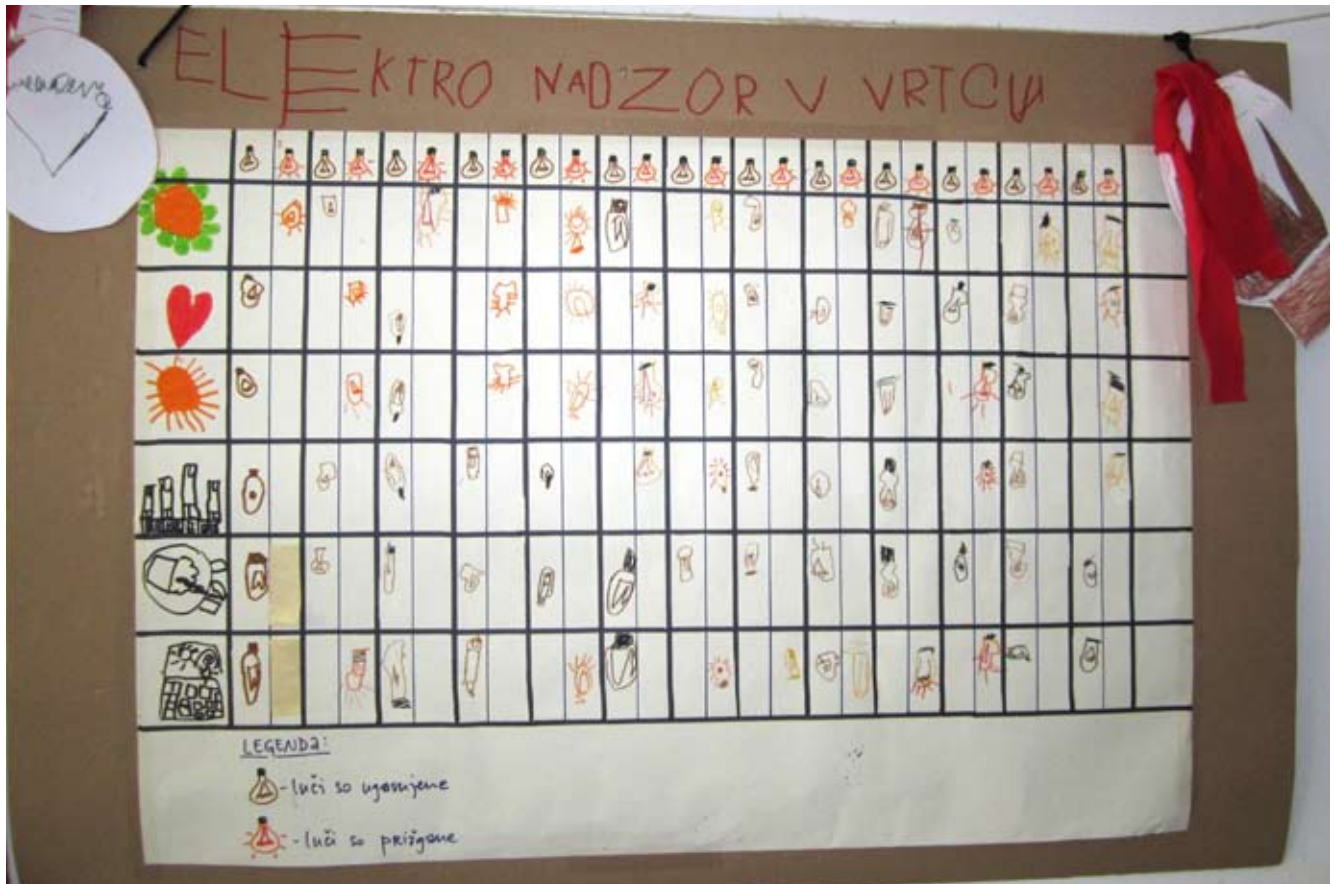 ELEKTRO NADZOR V VRTCU
LEGENDA:
- luči so ugasnjene
- luči so prižgane